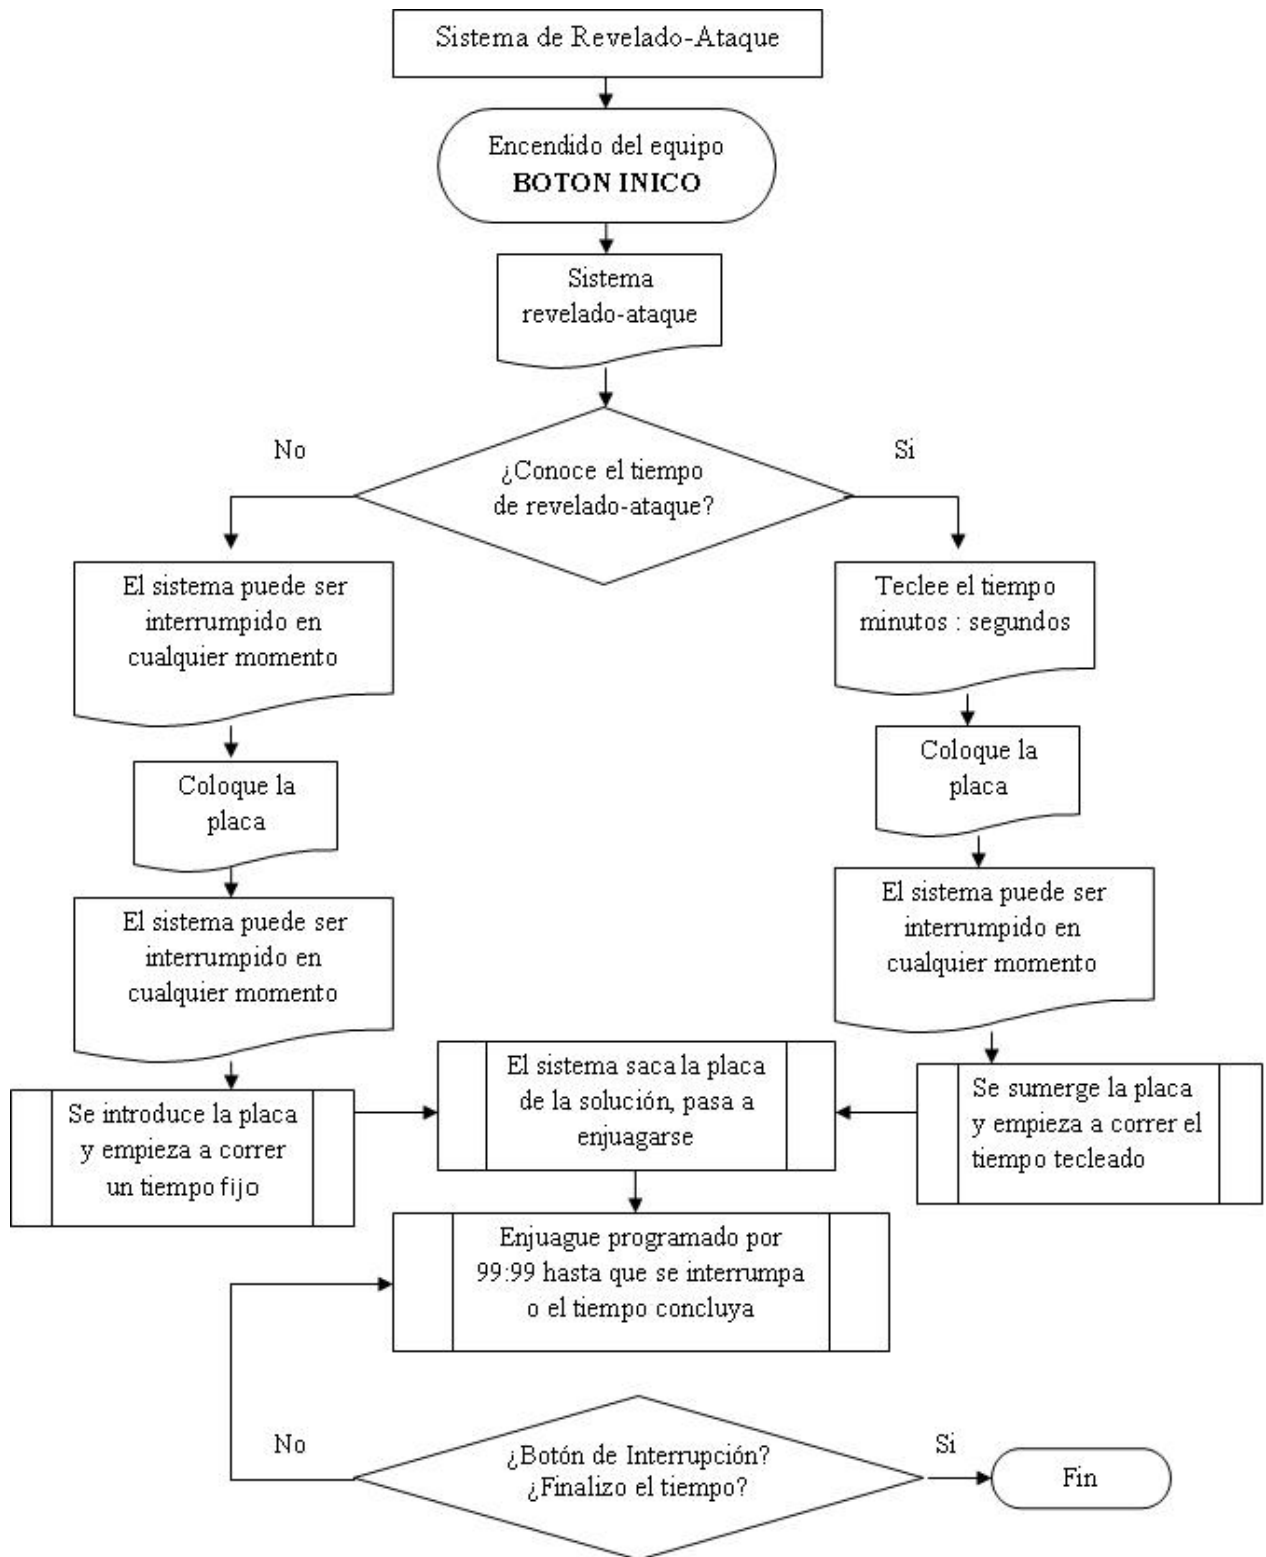 Sistema de Revelado-Ataque
Encendido del equipo
BOTON INICO
Sistema
revelado-ataque
No
Si
¿Conoce el tiempo
de revelado-ataque?
El sistema puede ser
interrumpido en
cualquier momento
Coloque la
placa
El sistema puede ser
interrumpido en
cualquier momento
Se introduce la placa
y empieza a correr
un tiempo fijo
Teclee el tiempo
minutos : segundos
Coloque la
placa
El sistema puede ser
interrumpido en
cualquier momento
Se sumerge la placa
y empieza a correr el
tiempo tecleado
El sistema saca la placa
de la solución, pasa a
enjuagarse
Enjuague programado por
99:99 hasta que se interrumpa
o el tiempo concluya
No
¿Botón de Interrupción?
¿Finalizo el tiempo?
Si
Fin